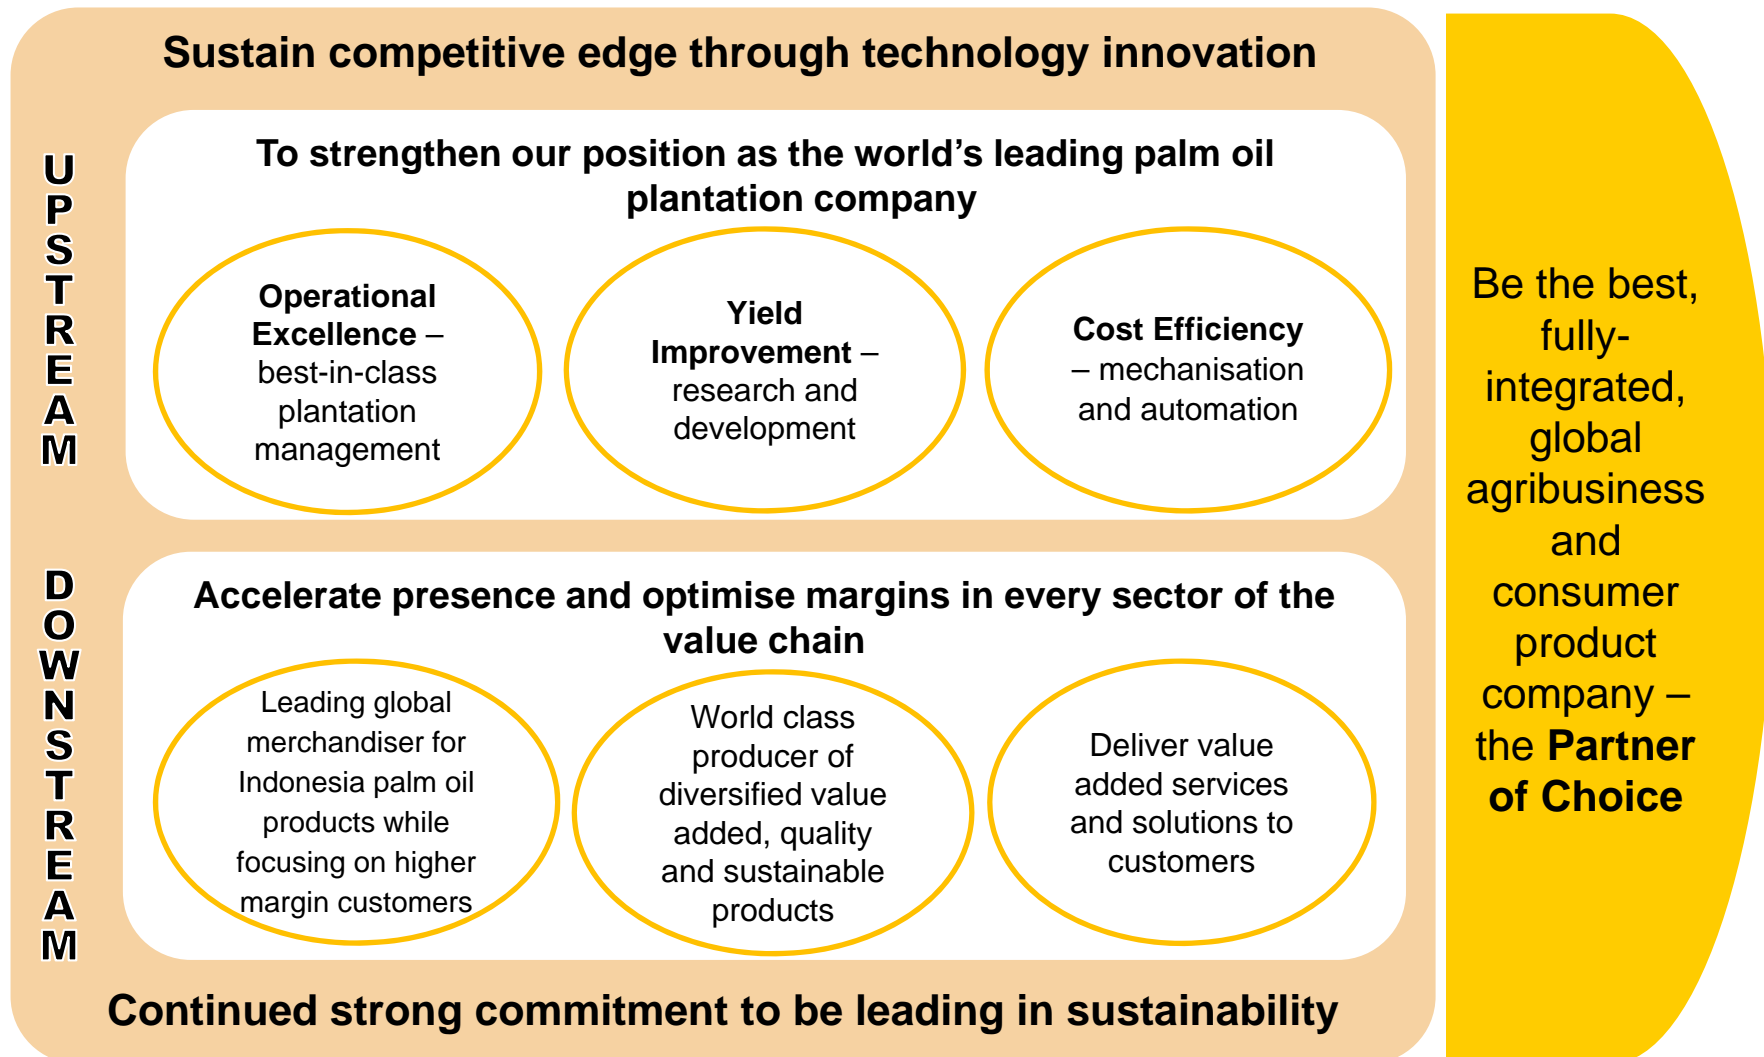 Sustain competitive edge through technology innovation
UPSTREAM
To strengthen our position as the world's leading palm oil
plantation company
Operational
Excellence –
best-in-class
plantation
management
Yield
Improvement –
research and
development
Cost Efficiency
– mechanisation
and automation
DOWNSTREAM
Accelerate presence and optimise margins in every sector of the
value chain
Leading global
merchandiser for
Indonesia palm oil
products while
focusing on higher
margin customers
World class
producer of
diversified value
added, quality
and sustainable
products
Deliver value
added services
and solutions to
customers
Continued strong commitment to be leading in sustainability
Be the best,
fully-
integrated,
global
agribusiness
and
consumer
product
company –
the Partner
of Choice